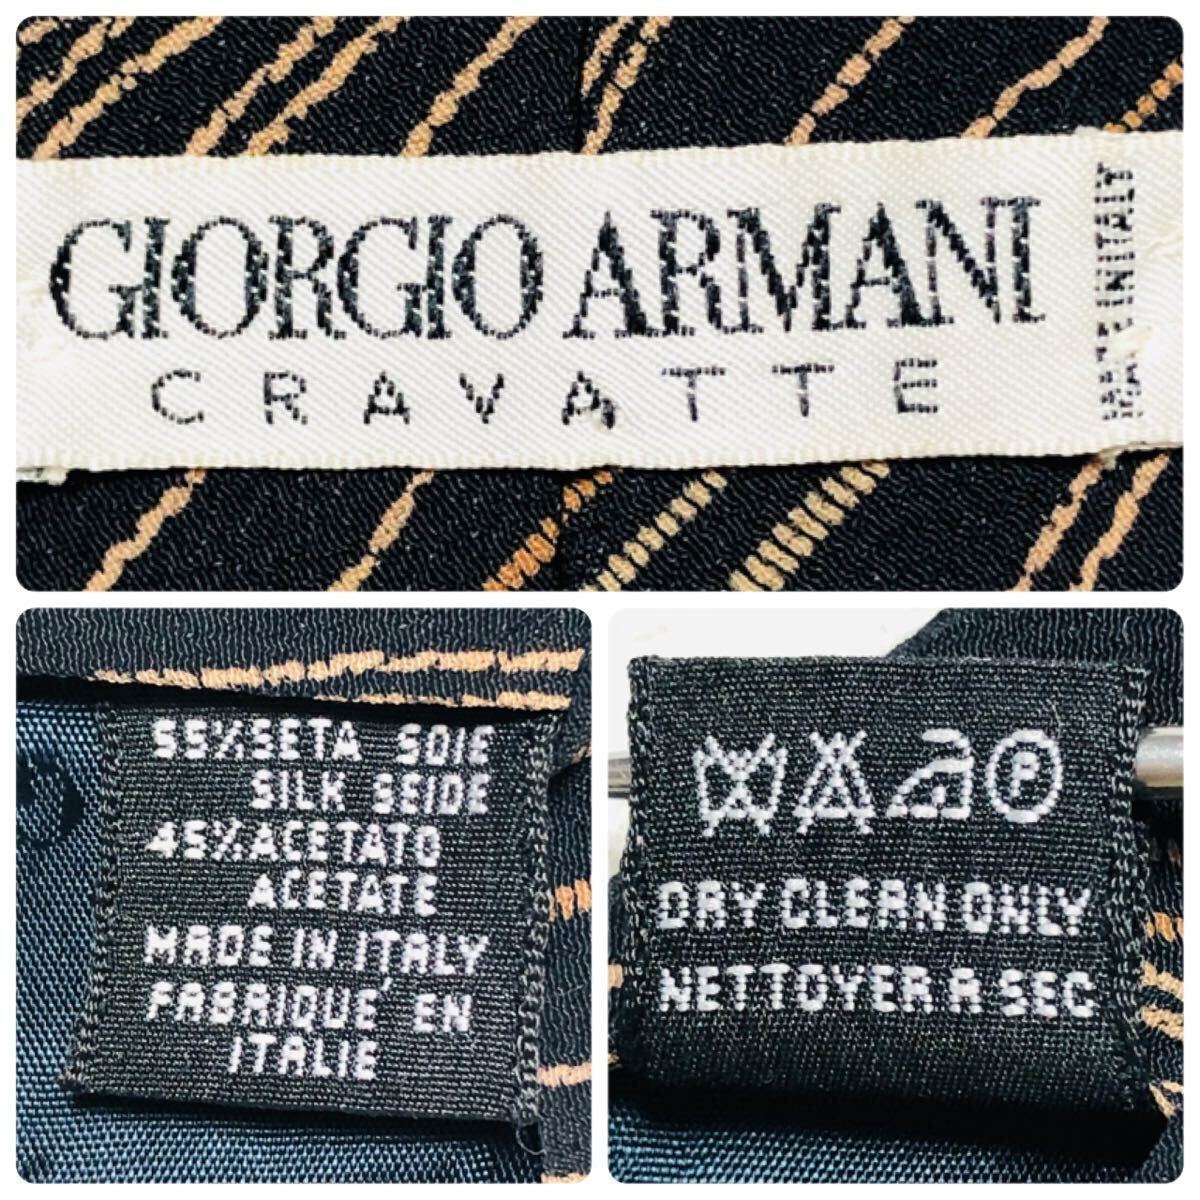 GIORGIO ARMANI
CRAVATTE
MADE IN ITALY
55% SETA SOIE
SILK SEIDE
45% ACETATO
ACETATE
MADE IN ITALY
FABRIQUE' EN
ITALIE
P
DRY CLEAN ONLY
NETTOYER A SEC